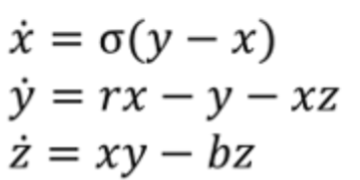 ẋ = σ(y − x)
ẏ = rx − y − xz
ż = xy − bz